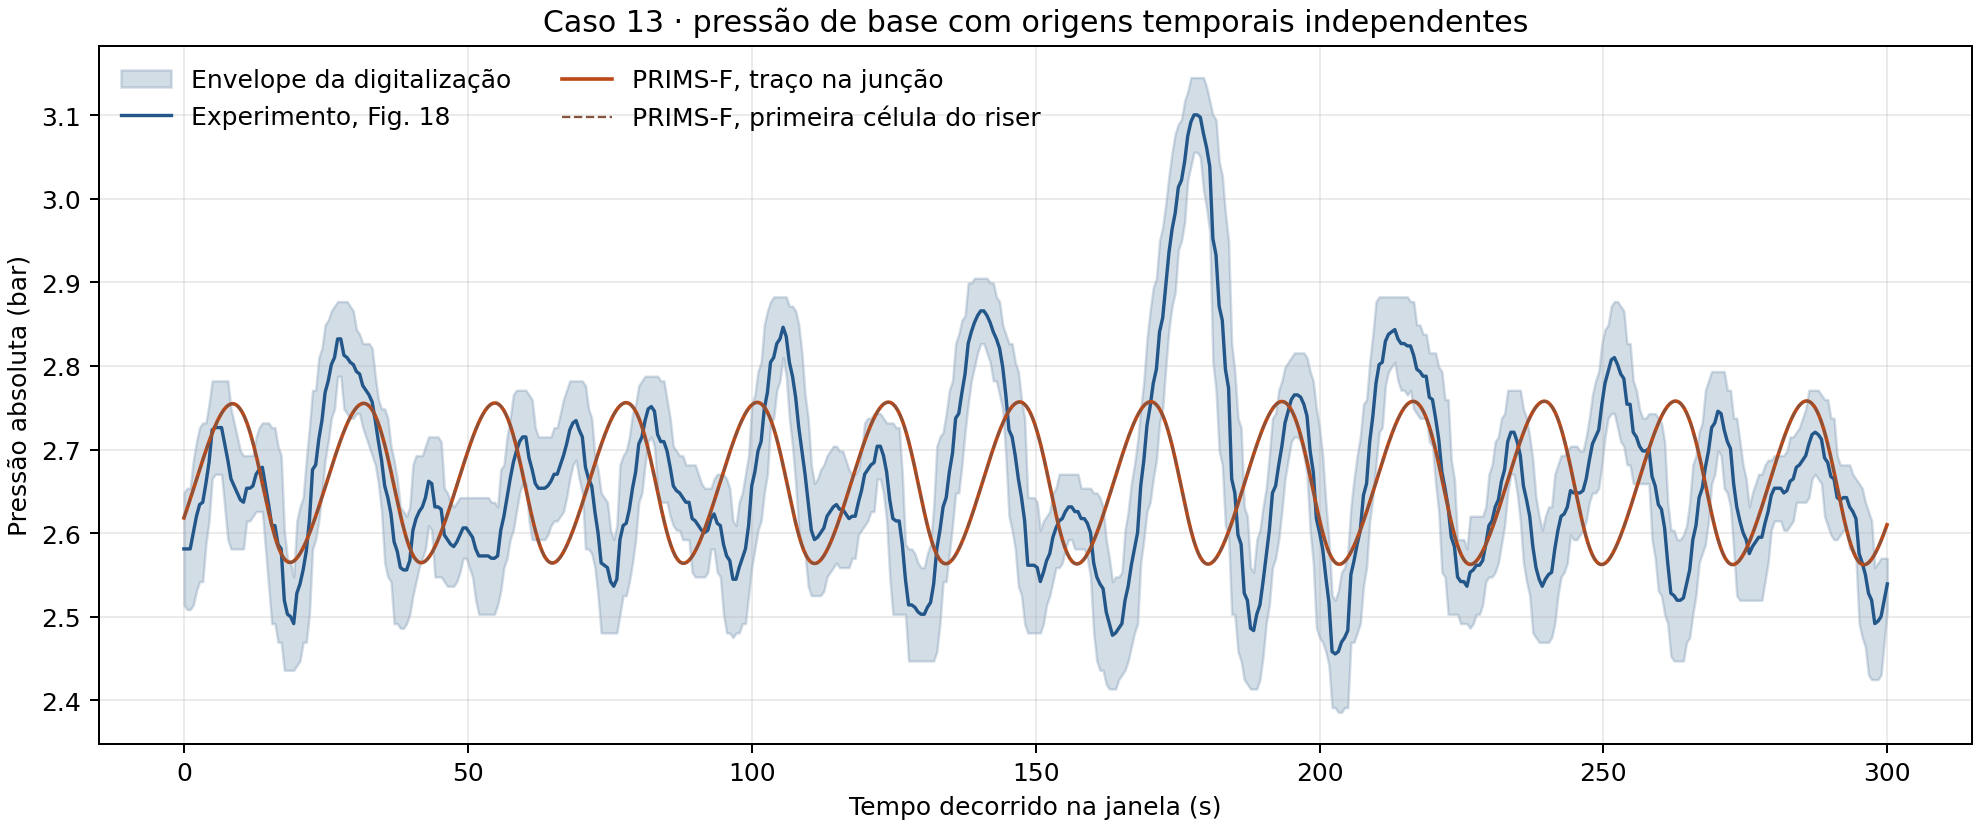 Caso 13 · pressão de base com origens temporais independentes
Envelope da digitalização
Experimento, Fig. 18
PRIMS-F, traço na junção
PRIMS-F, primeira célula do riser
Pressão absoluta (bar)
3.1
3.0
2.9
2.8
2.7
2.6
2.5
2.4
0 50 100 150 200 250 300
Tempo decorrido na janela (s)